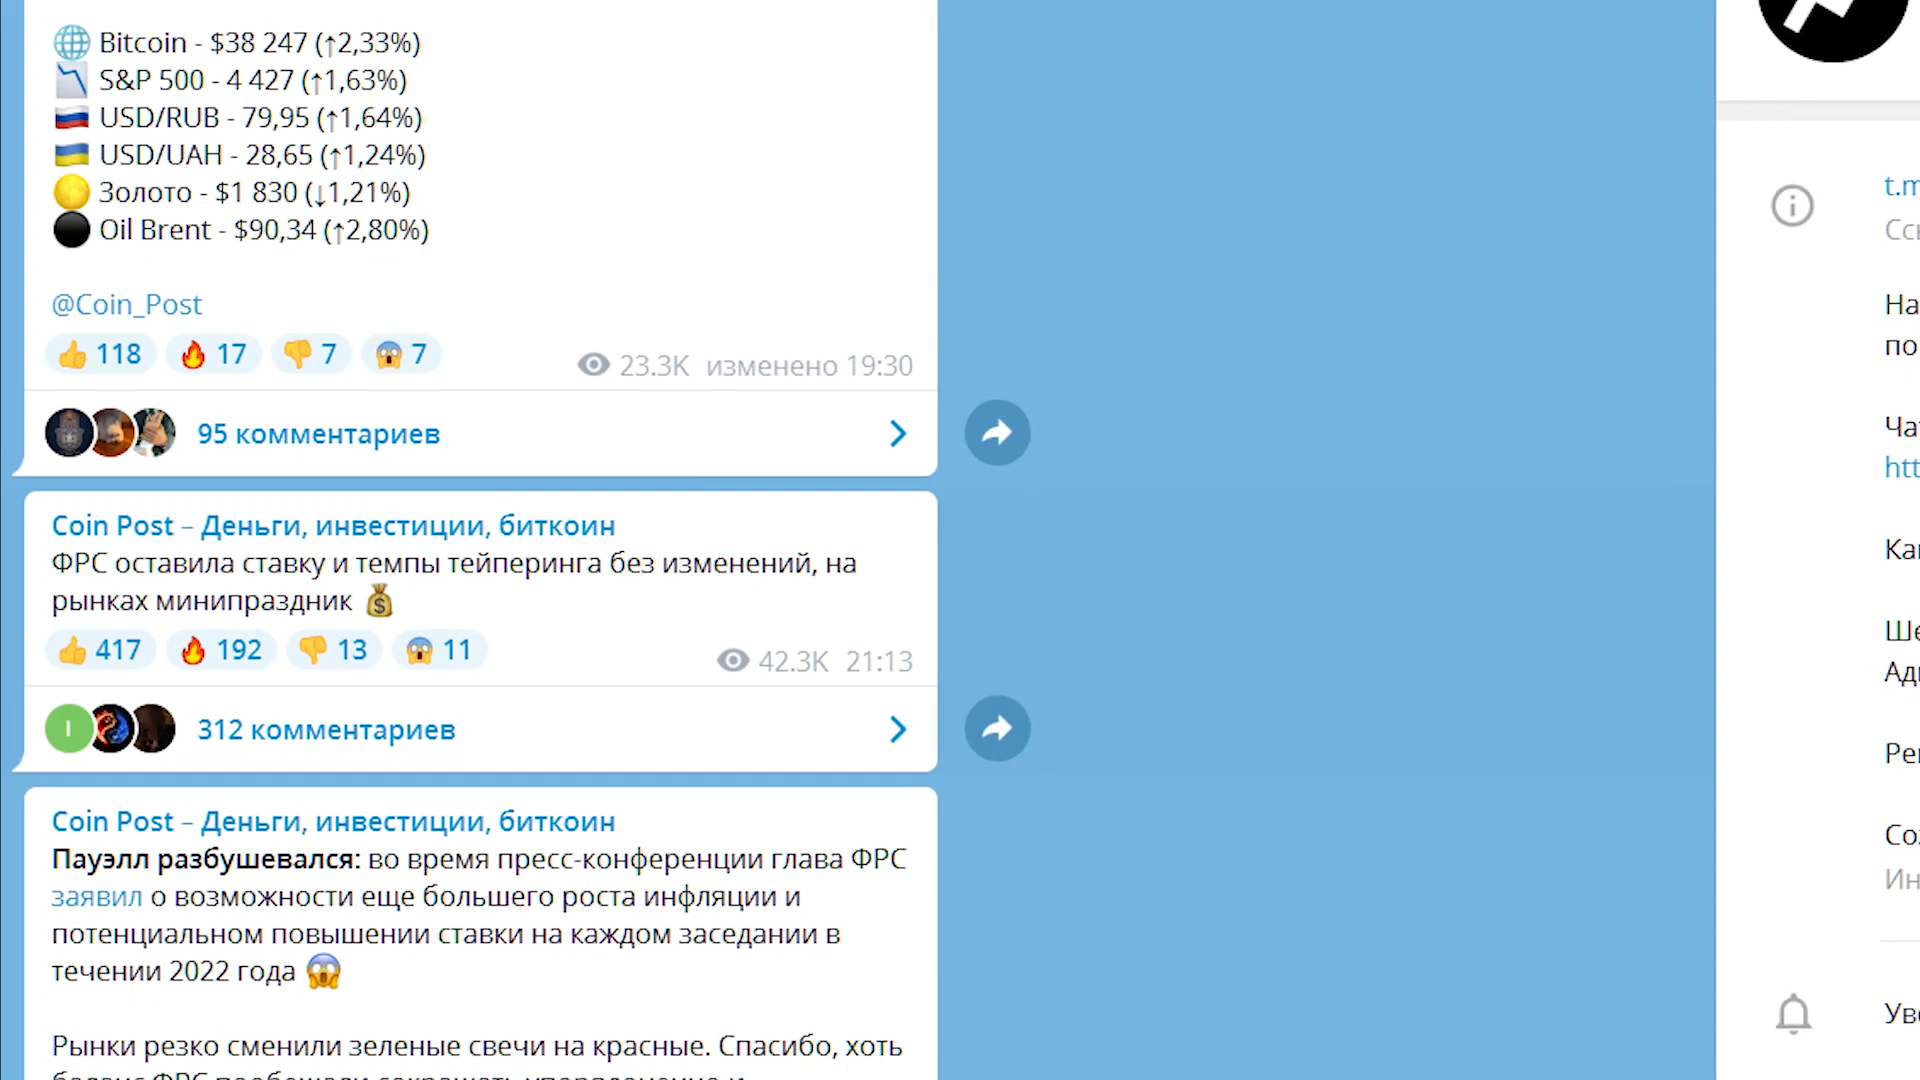 Bitcoin - $38 247 (↑2,33%)
S&P 500 - 4 427 (↑1,63%)
USD/RUB - 79,95 (↑1,64%)
USD/UAH - 28,65 (↑1,24%)
Золото - $1 830 (↓1,21%)
Oil Brent - $90,34 (↑2,80%)
@Coin_Post
118 17 7 7
23.3K изменено 19:30
95 комментариев
Coin Post – Деньги, инвестиции, биткоин
ФРС оставила ставку и темпы тейперинга без изменений, на
рынках минипраздник
417 192 13 11
42.3K 21:13
I
312 комментариев
Coin Post – Деньги, инвестиции, биткоин
Пауэлл разбушевался: во время пресс-конференции глава ФРС
заявил о возможности еще большего роста инфляции и
потенциальном повышении ставки на каждом заседании в
течении 2022 года
Рынки резко сменили зеленые свечи на красные. Спасибо, хоть